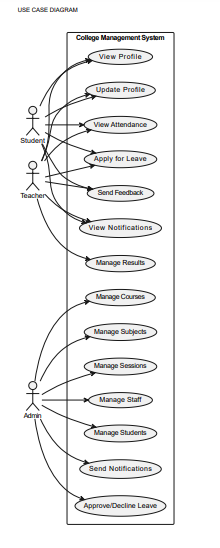 USE CASE DIAGRAM
College Management System
View Profile
Update Profile
View Attendance
Student
Apply for Leave
Teacher
Send Feedback
View Notifications
Manage Results
Manage Courses
Manage Subjects
Manage Sessions
Manage Staff
Admin
Manage Students
Send Notifications
Approve/Decline Leave